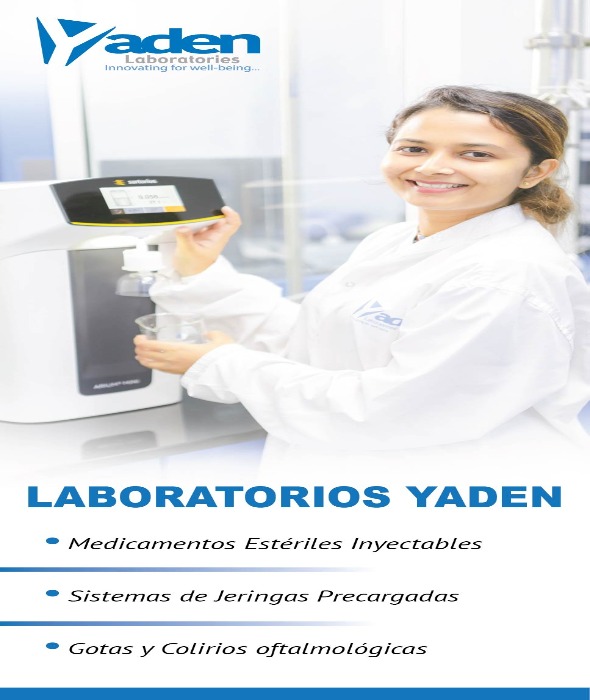 Yaden
Laboratories
Innovating for well-being...
LABORATORIOS YADEN
• Medicamentos Estériles Inyectables
• Sistemas de Jeringas Precargadas
• Gotas y Colirios oftalmológicas